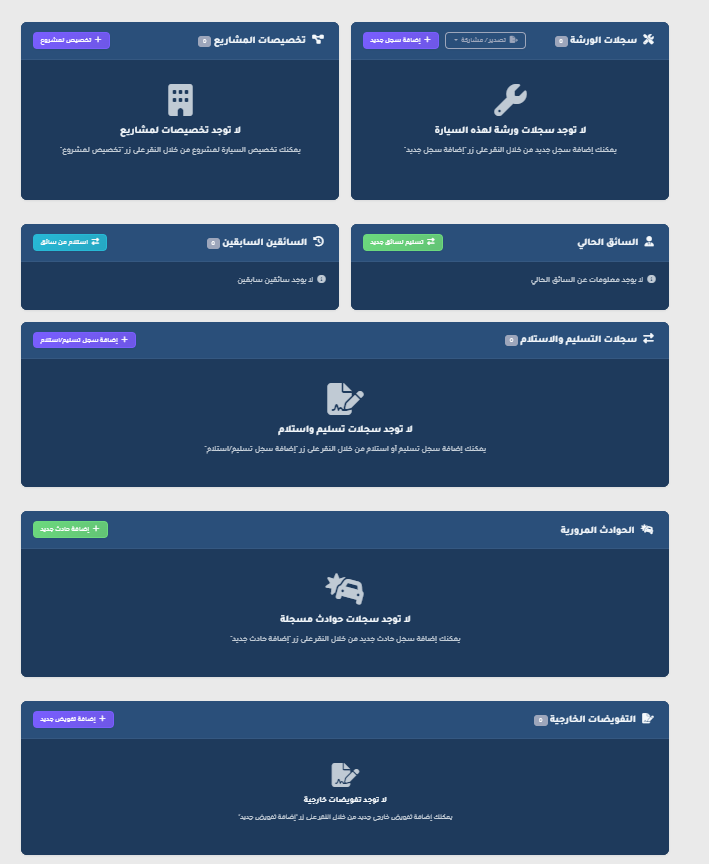 سجلات الورشة 0
تصدير / مشاركة
إضافة سجل جديد
لا توجد سجلات ورشة لهذه السيارة
يمكنك إضافة سجل جديد من خلال النقر على زر "إضافة سجل جديد"
تخصيصات المشاريع 0
تخصيص لمشروع
لا توجد تخصيصات لمشاريع
يمكنك تخصيص السيارة لمشروع من خلال النقر على زر "تخصيص لمشروع"
السائق الحالي
تسليم لسائق جديد
لا يوجد معلومات عن السائق الحالي
السائقين السابقين 0
استلام من سائق
لا يوجد سائقين سابقين
سجلات التسليم والاستلام 0
إضافة سجل تسليم/استلام
لا توجد سجلات تسليم واستلام
يمكنك إضافة سجل تسليم أو استلام من خلال النقر على زر "إضافة سجل تسليم/استلام"
الحوادث المرورية
إضافة حادث جديد
لا توجد سجلات حوادث مسجلة
يمكنك إضافة سجل حادث جديد من خلال النقر على زر "إضافة حادث جديد"
التفويضات الخارجية 0
إضافة تفويض جديد
لا توجد تفويضات خارجية
يمكنك إضافة تفويض خارجي جديد من خلال النقر على زر "إضافة تفويض جديد"